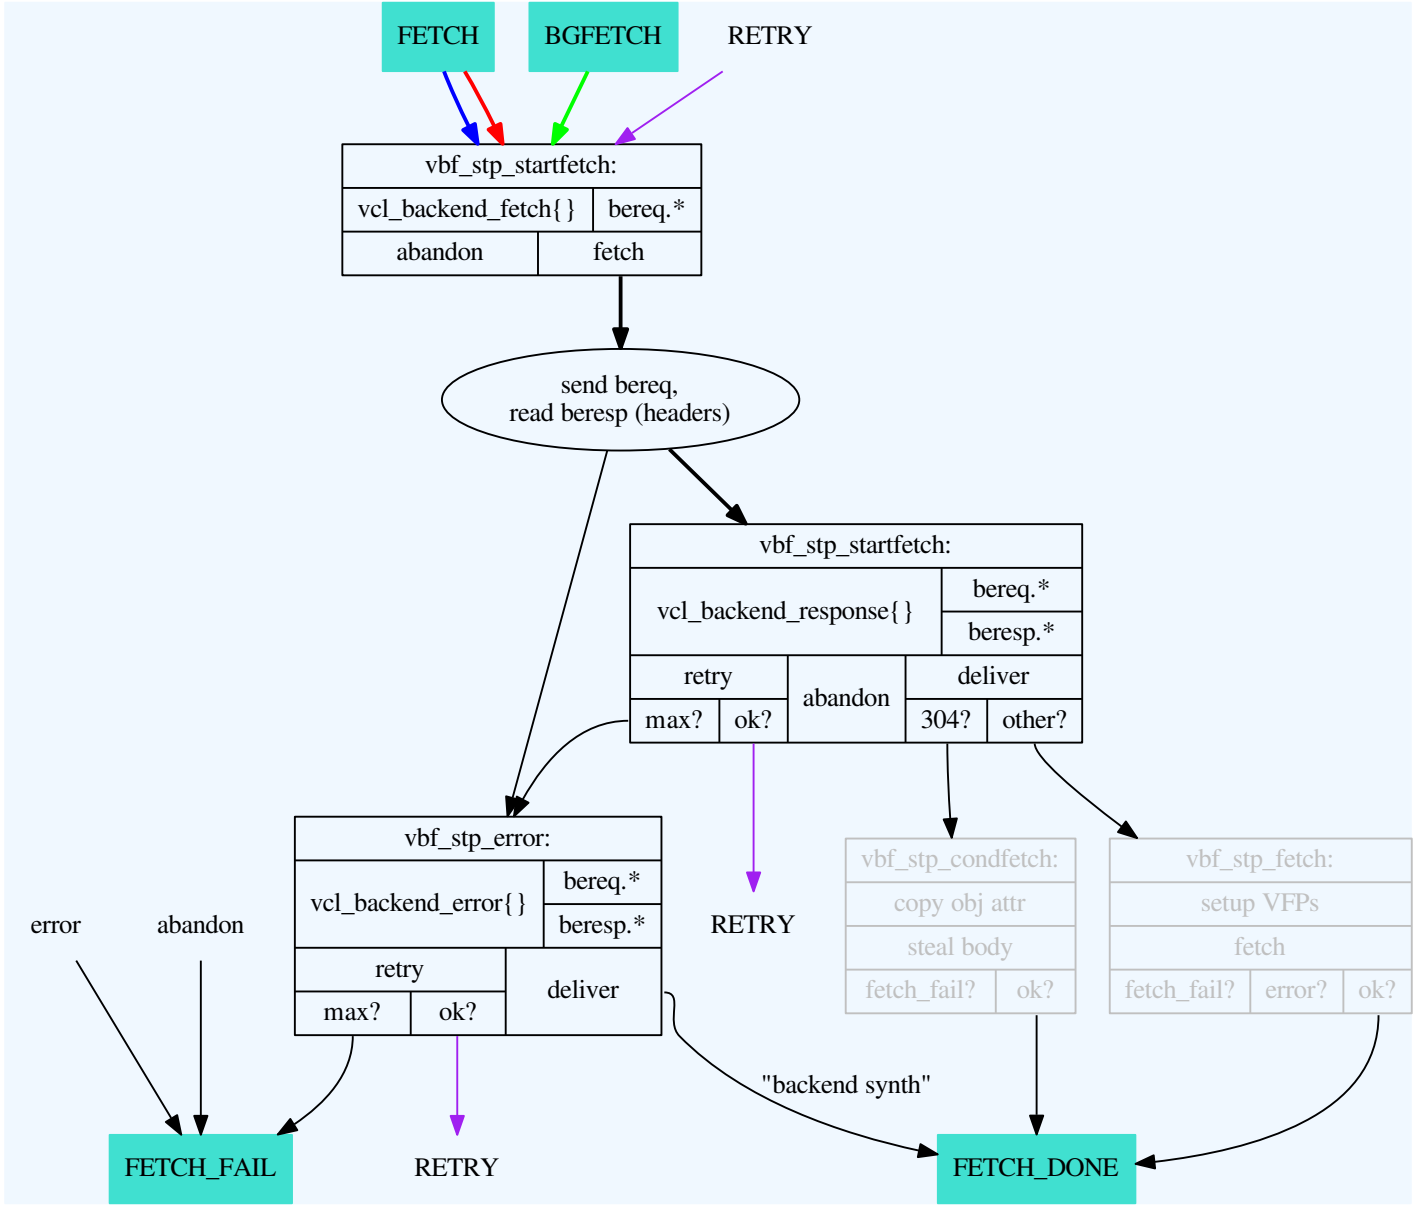 FETCH
BGFETCH
RETRY
vbf_stp_startfetch:
vcl_backend_fetch{}
bereq.*
abandon
fetch
send bereq,
read beresp (headers)
vbf_stp_startfetch:
vcl_backend_response{}
bereq.*
beresp.*
retry
max?
ok?
abandon
deliver
304?
other?
vbf_stp_error:
vcl_backend_error{}
bereq.*
beresp.*
retry
max?
ok?
deliver
error
abandon
RETRY
vbf_stp_condfetch:
copy obj attr
steal body
fetch_fail?
ok?
vbf_stp_fetch:
setup VFPs
fetch
fetch_fail?
error?
ok?
"backend synth"
FETCH_FAIL
RETRY
FETCH_DONE